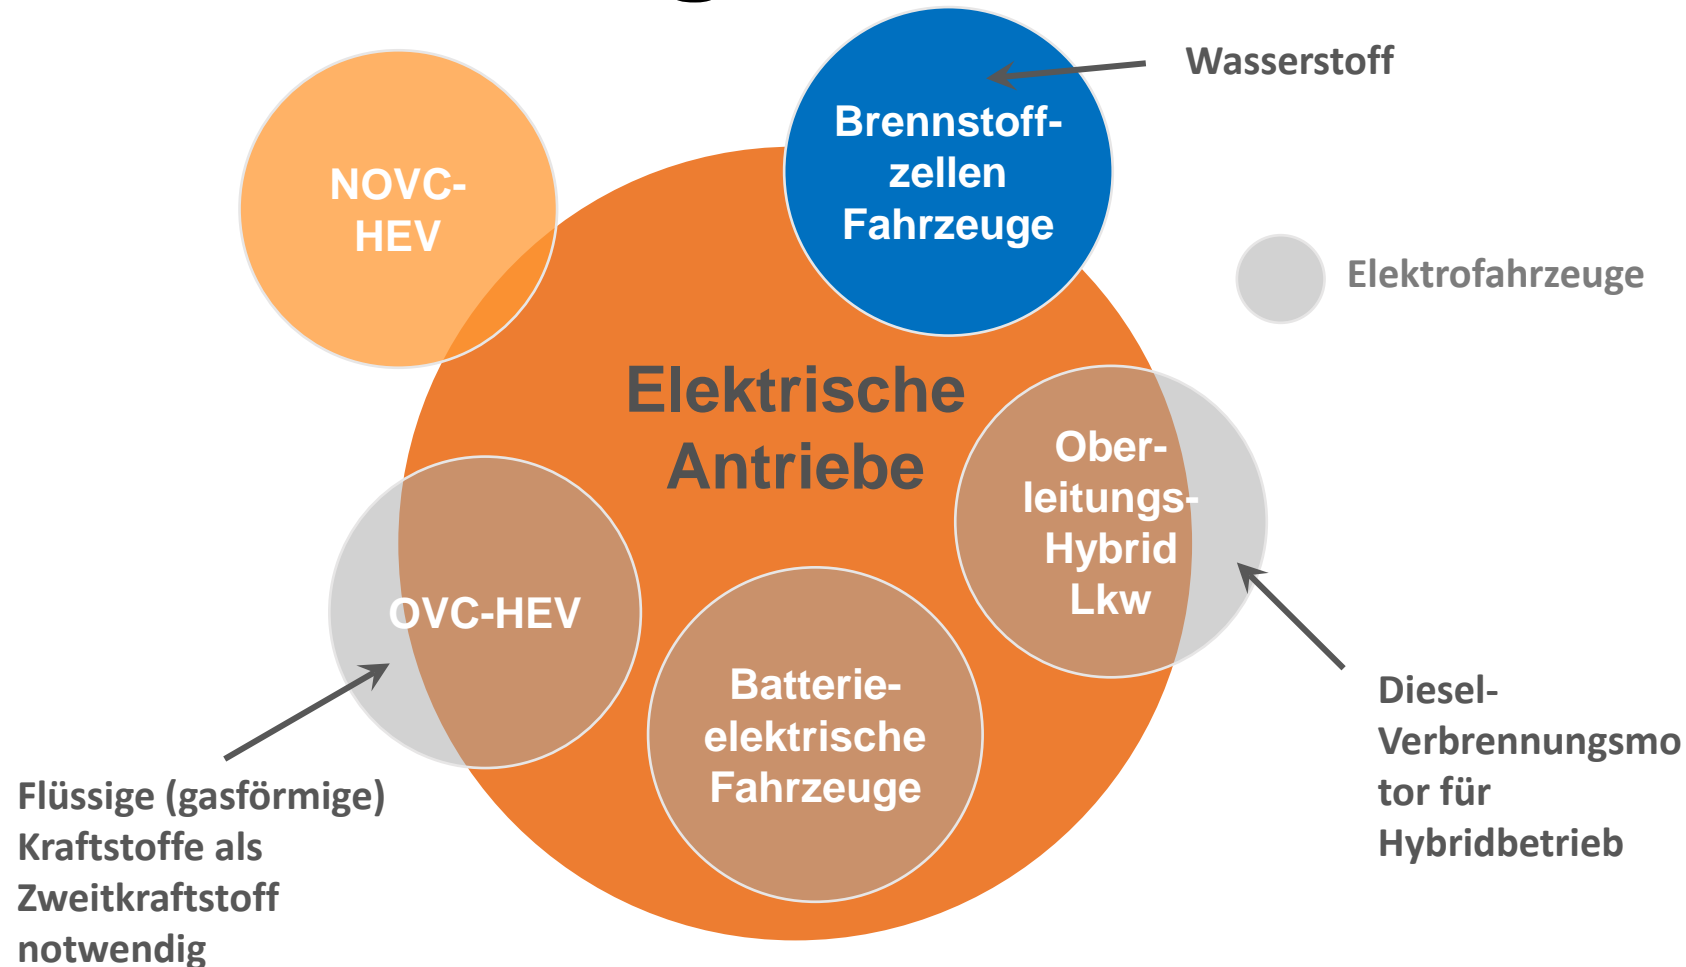 Wasserstoff
Brennstoff-
zellen
Fahrzeuge
NOVC-
HEV
Elektrofahrzeuge
Elektrische
Antriebe
Ober-
leitungs-
Hybrid
Lkw
OVC-HEV
Batterie-
elektrische
Fahrzeuge
Diesel-
Verbrennungsmo
tor für
Hybridbetrieb
Flüssige (gasförmige)
Kraftstoffe als
Zweitkraftstoff
notwendig